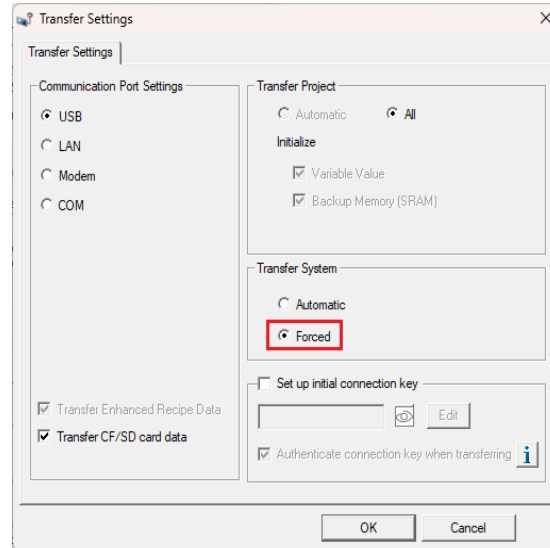 Transfer Settings
Transfer Settings
Communication Port Settings
USB
LAN
Modem
COM
Transfer Enhanced Recipe Data
Transfer CF/SD card data
Transfer Project
Automatic
All
Initialize
Variable Value
Backup Memory (SRAM)
Transfer System
Automatic
Forced
Set up initial connection key
Edit
Authenticate connection key when transferring
OK
Cancel